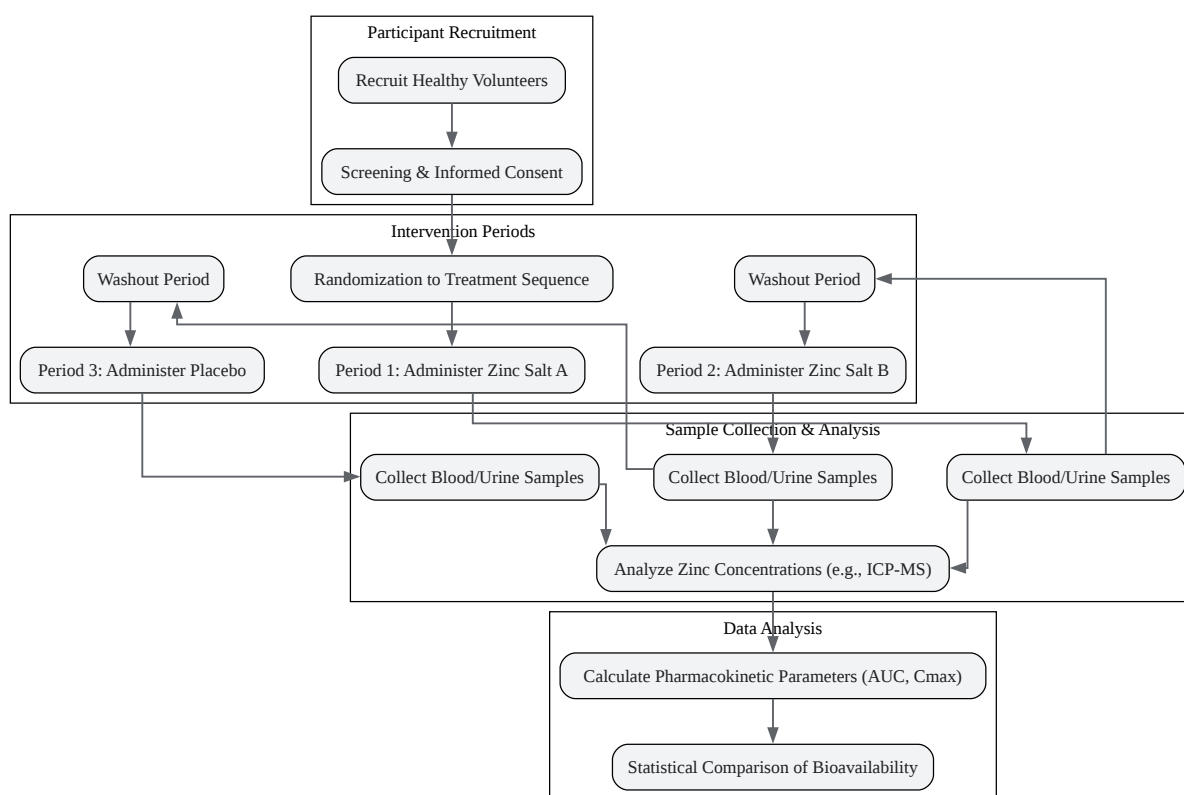 Participant Recruitment
Recruit Healthy Volunteers
Screening & Informed Consent
Intervention Periods
Washout Period
Randomization to Treatment Sequence
Washout Period
Period 3: Administer Placebo
Period 1: Administer Zinc Salt A
Period 2: Administer Zinc Salt B
Sample Collection & Analysis
Collect Blood/Urine Samples
Collect Blood/Urine Samples
Collect Blood/Urine Samples
Analyze Zinc Concentrations (e.g., ICP-MS)
Data Analysis
Calculate Pharmacokinetic Parameters (AUC, Cmax)
Statistical Comparison of Bioavailability